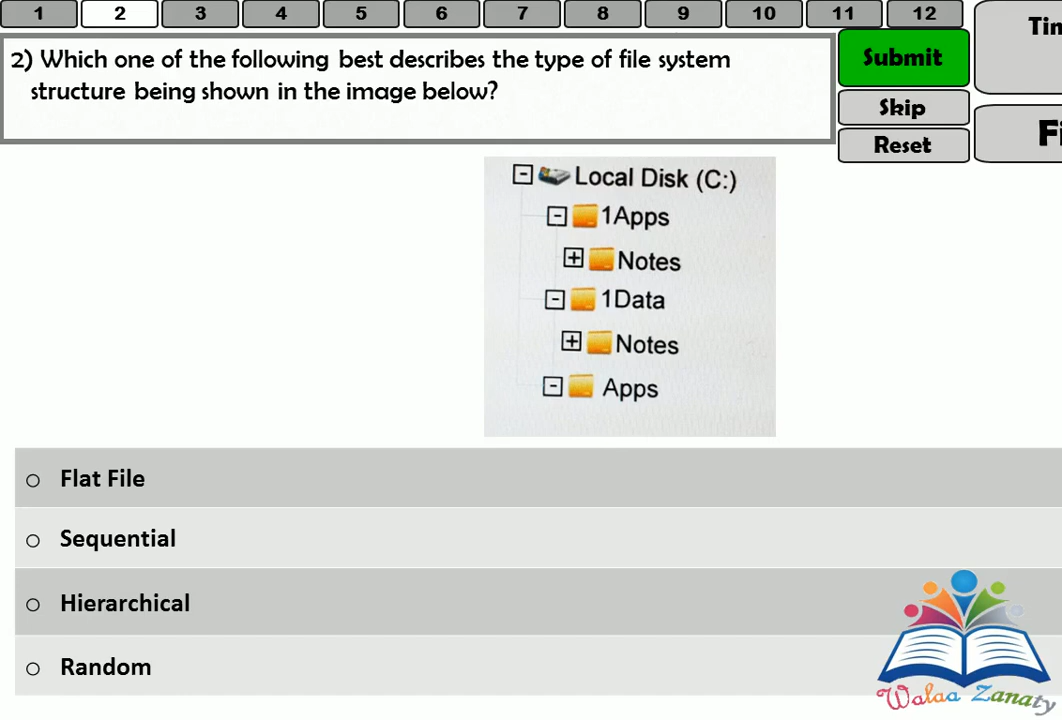 1 2 3 4 5 6 7 8 9 10 11 12
2) Which one of the following best describes the type of file system
structure being shown in the image below?
Submit
Skip
Reset
Local Disk (C:)
1Apps
Notes
1Data
Notes
Apps
Flat File
Sequential
Hierarchical
Random
Walaa Zanaty